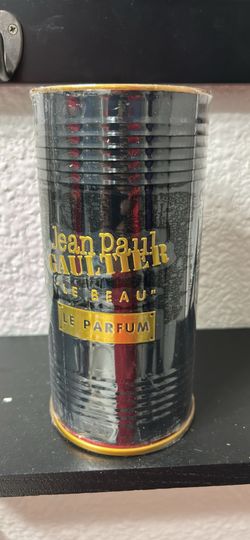 Jean Paul
GAULTIER
"LE BEAU"
LE PARFUM